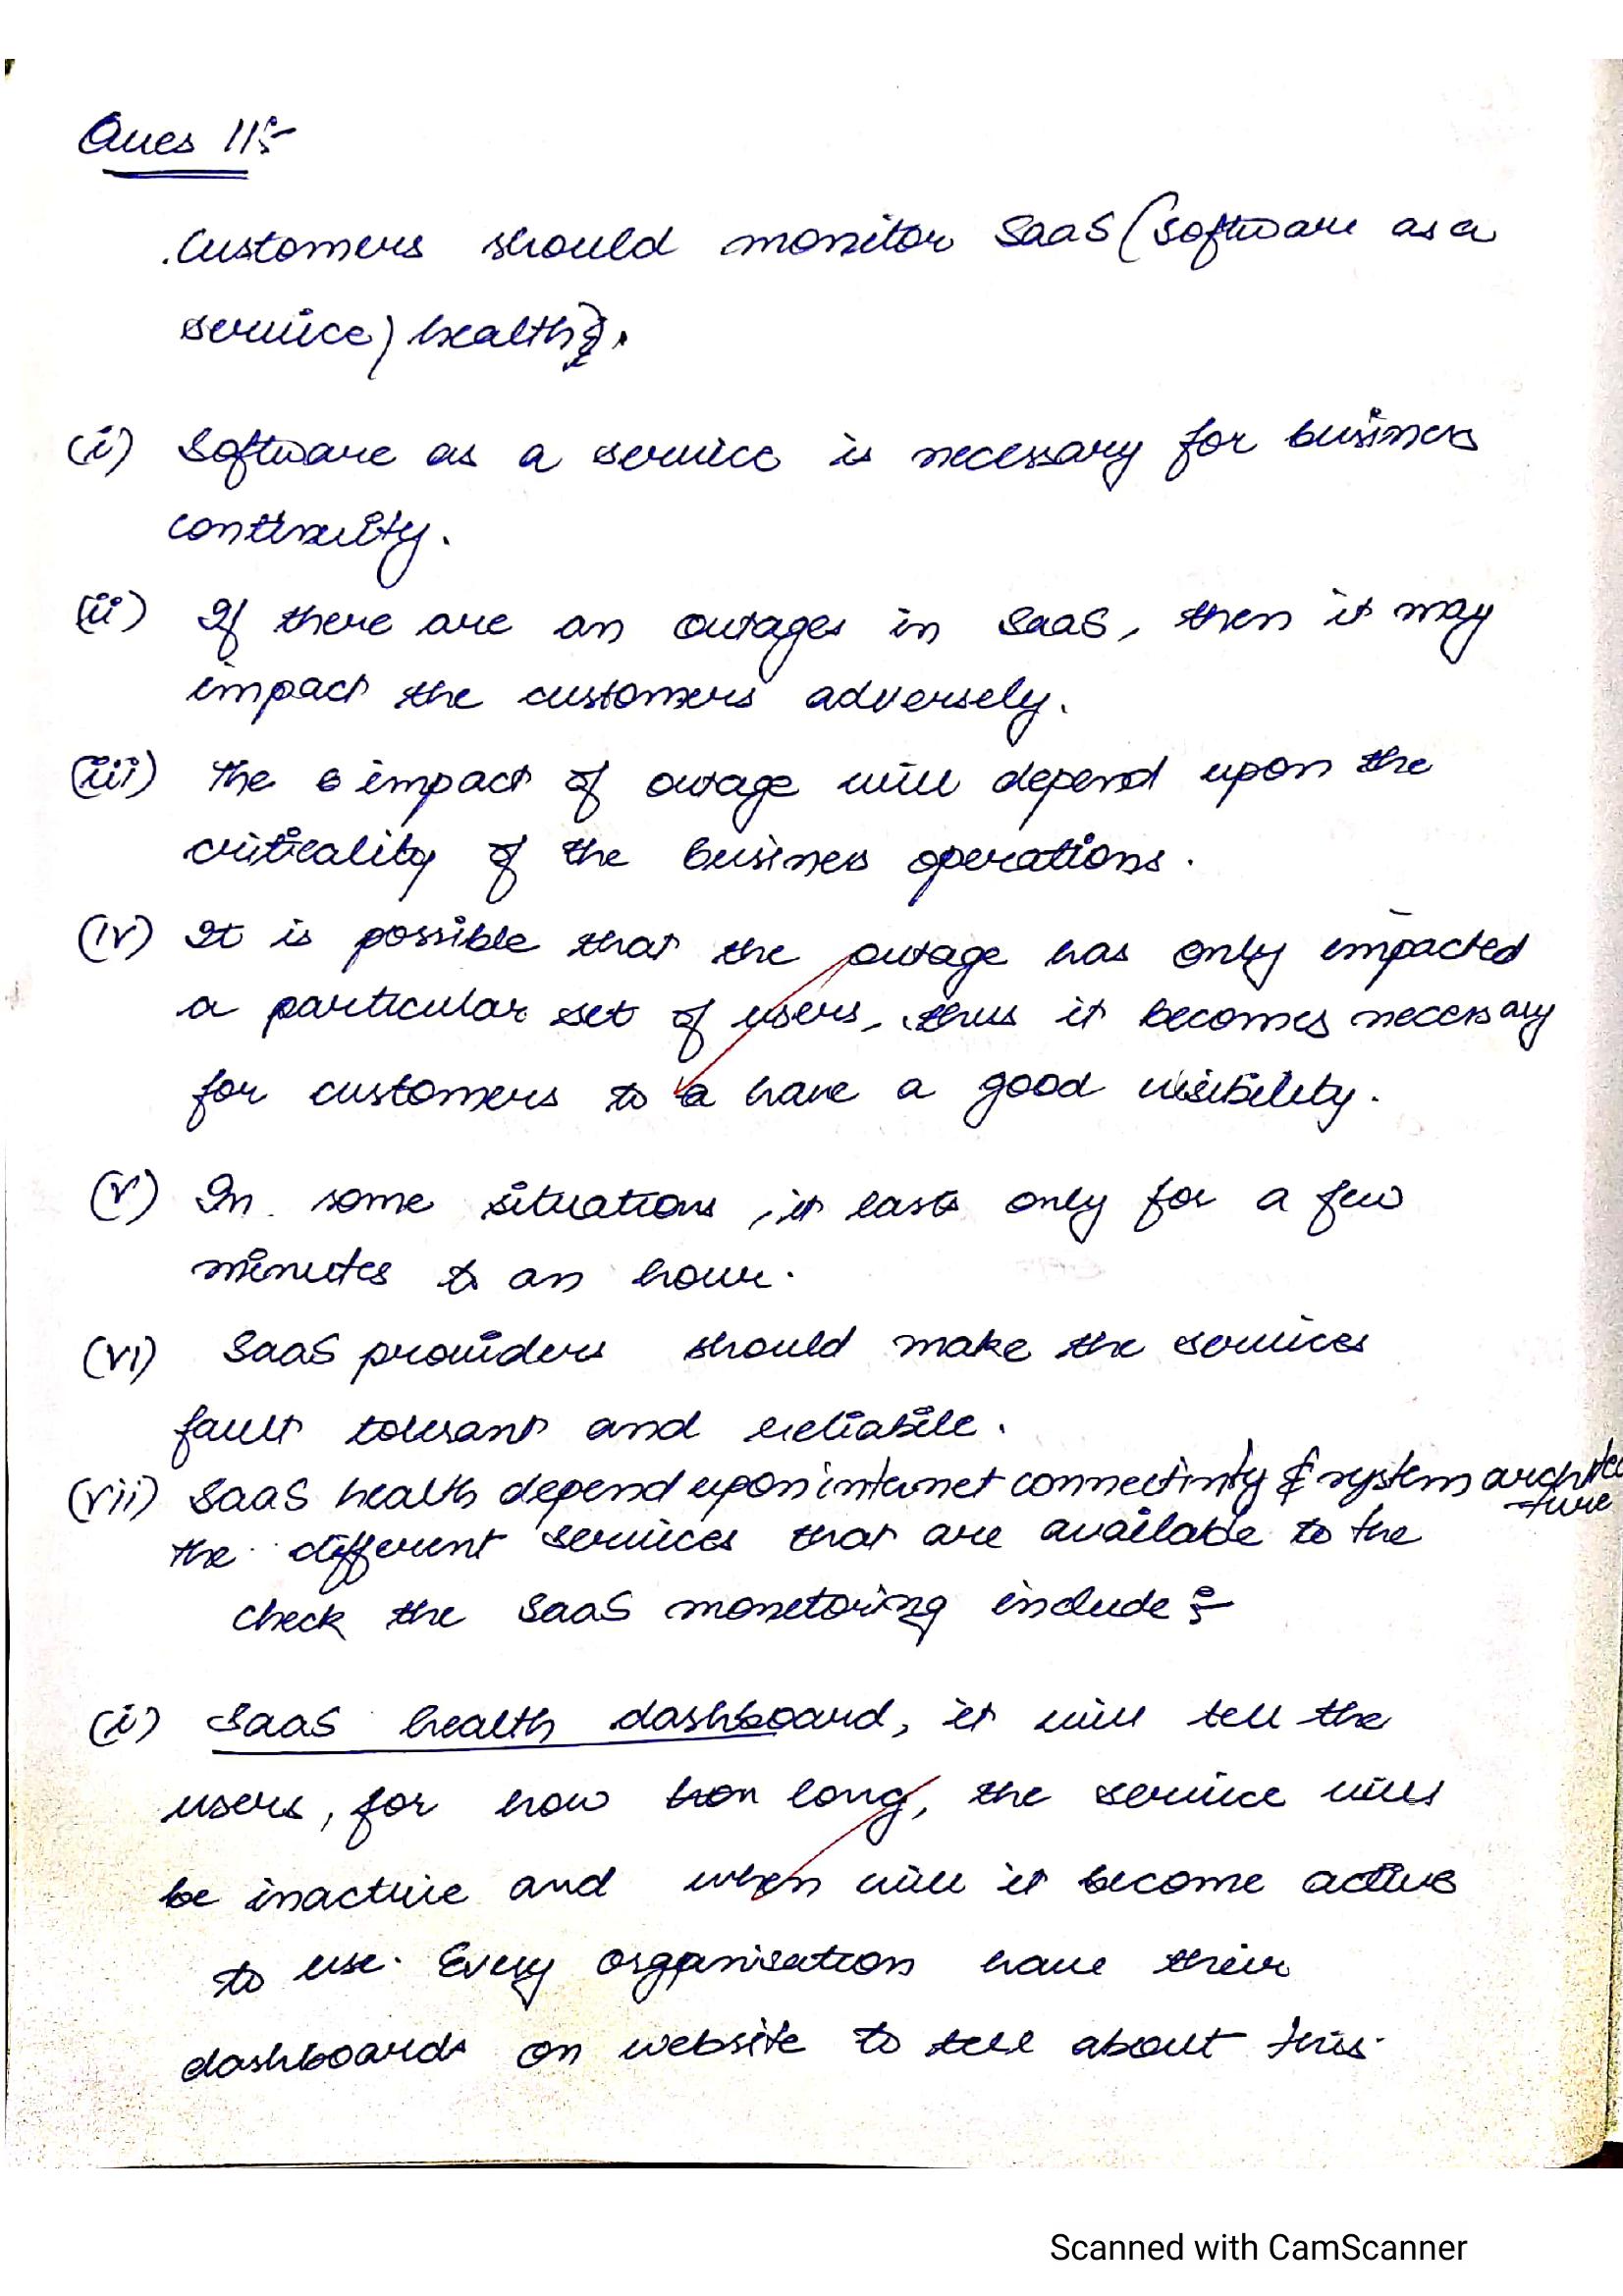 Ques 11:-
Customers should monitor SaaS (Software as a
service) health.
(i) Software as a service is necessary for business
continuity.
(ii) If there are an outages in SaaS, then it may
impact the customers adversely.
(iii) The impact of outage will depend upon the
criticality of the business operations.
(iv) It is possible that the outage has only impacted
a particular set of users, thus it becomes necessary
for customers to a have a good visibility.
(v) In some situations, it lasts only for a few
minutes to an hour.
(vi) SaaS providers should make the services
fault tolerant and reliabile.
(vii) SaaS health depend upon internet connectivity & system architec
-ture
the different services that are available to the
check the SaaS monetoring include :-
(i) SaaS health dashboard, it will tell the
users, for how long, the service will
be inactive and when will it become active
to use. Every organisation have their
dashboards on website to tell about this.
Scanned with CamScanner